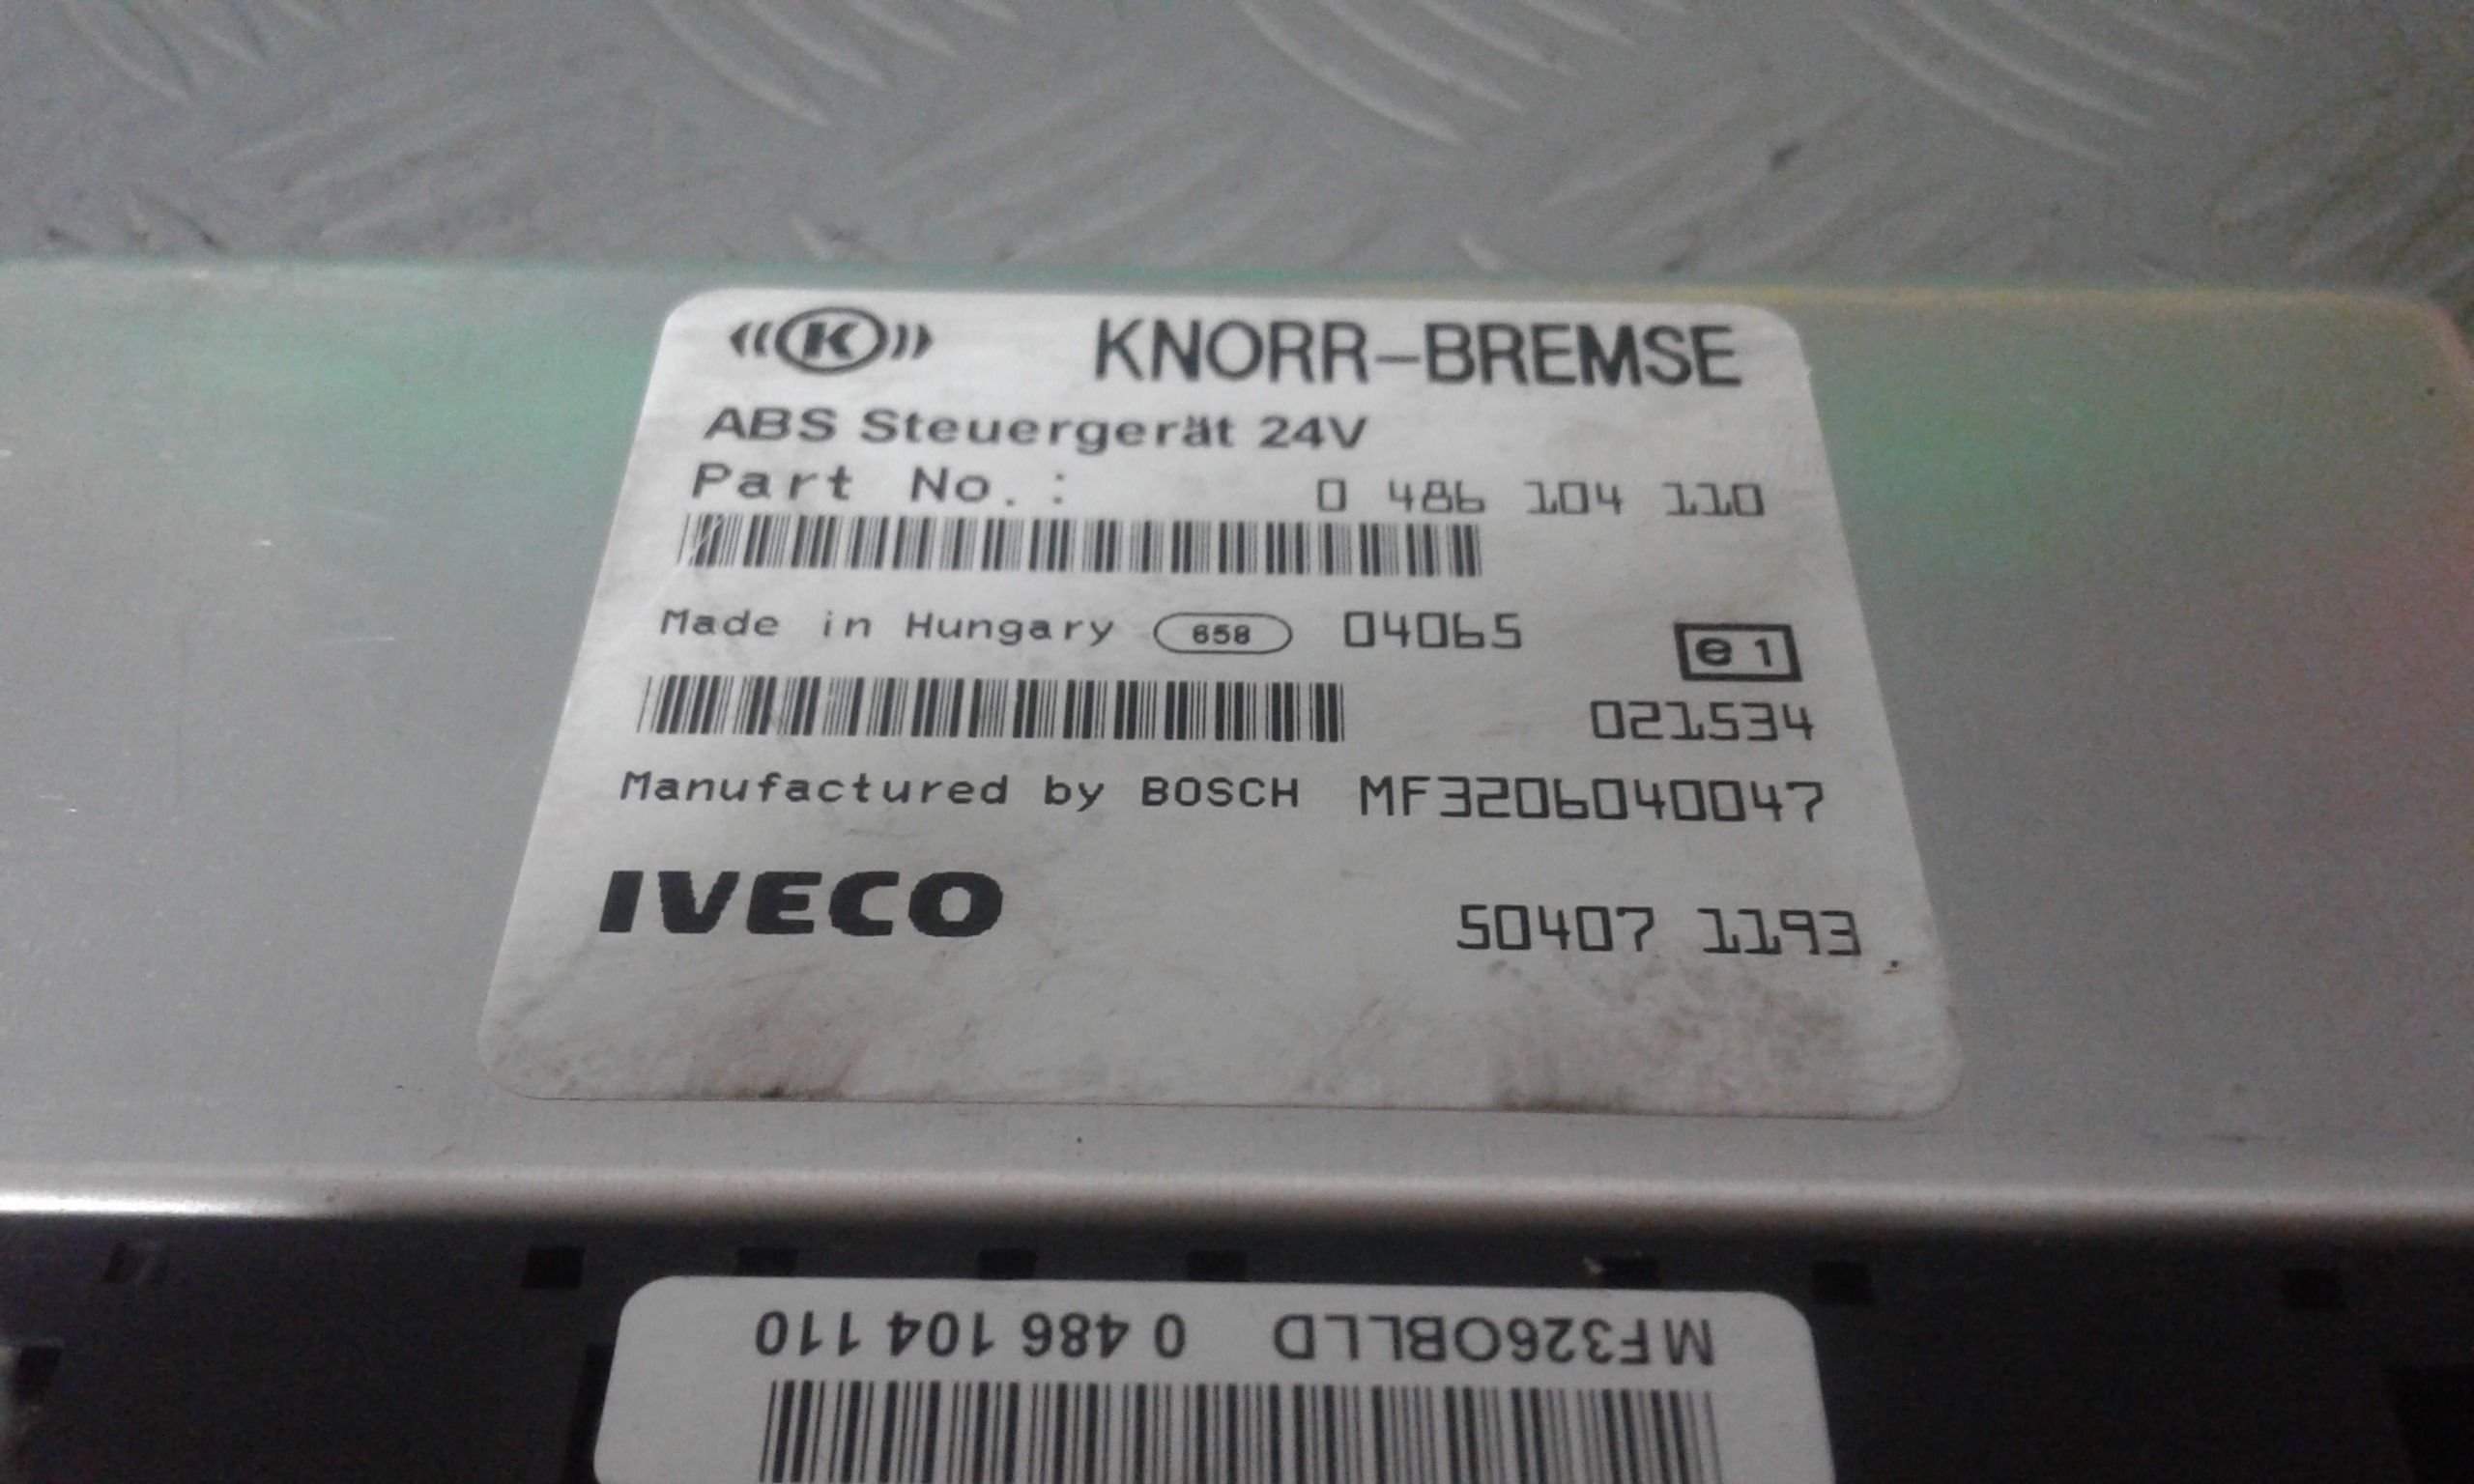 K KNORR-BREMSE
ABS Steuergerät 24V
Part No.: 0 486 104 110
Made in Hungary 658 04065 e1
021534
Manufactured by BOSCH MF3206040047
IVECO 50407 1193
MF326OBLLD 0 486 104 110